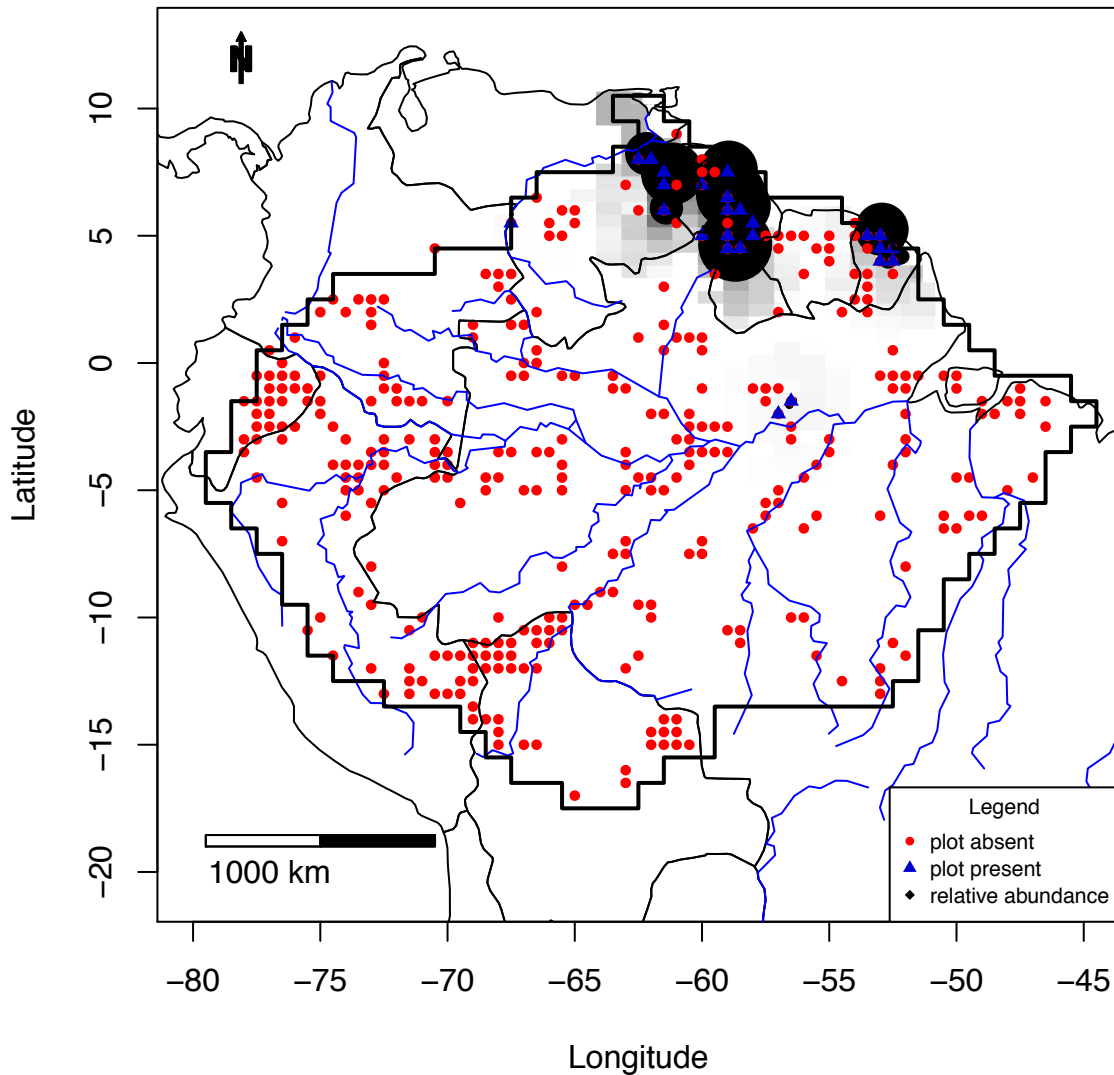 N
10
5
0
−5
−10
−15
−20
Latitude
1000 km
Legend
plot absent
plot present
relative abundance
−80
−75
−70
−65
−60
−55
−50
−45
Longitude